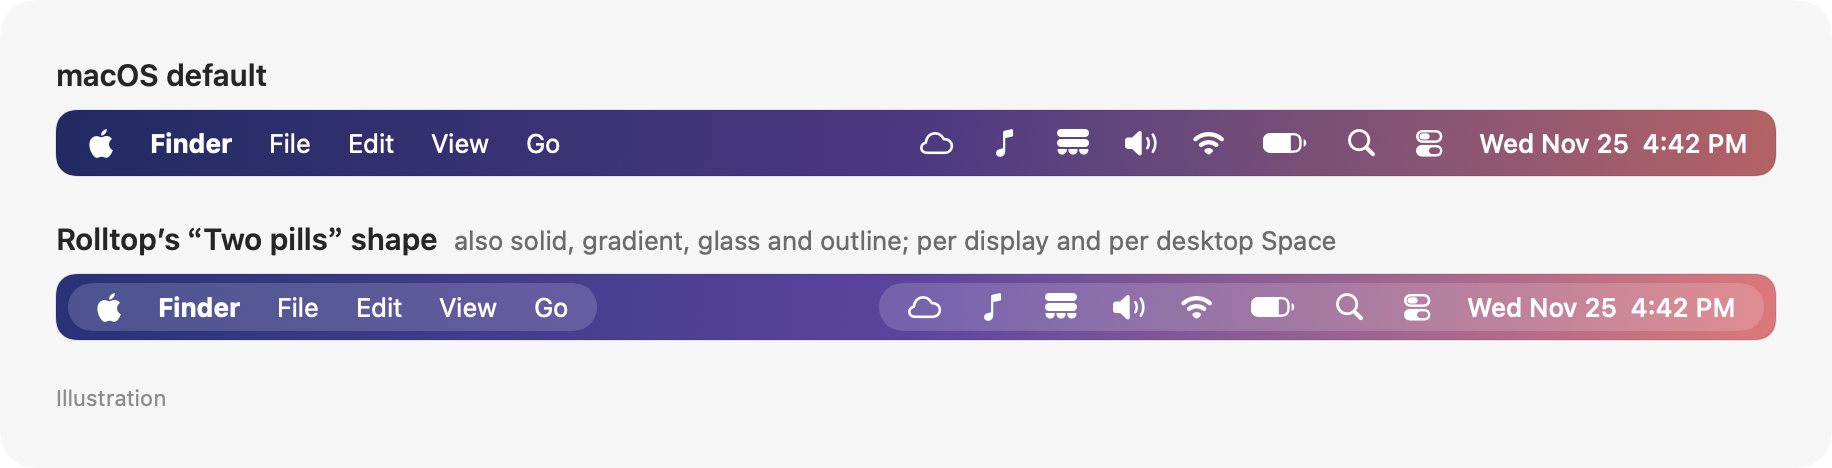 macOS default
Finder File Edit View Go Wed Nov 25 4:42 PM
Rolltop’s “Two pills” shape also solid, gradient, glass and outline; per display and per desktop Space
Finder File Edit View Go Wed Nov 25 4:42 PM
Illustration